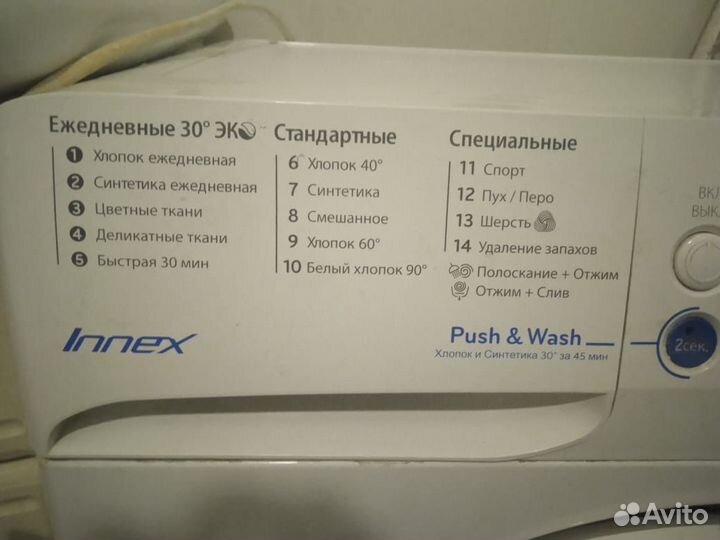 Ежедневные 30° ЭКО
1 Хлопок ежедневная
2 Синтетика ежедневная
3 Цветные ткани
4 Деликатные ткани
5 Быстрая 30 мин
Стандартные
6 Хлопок 40°
7 Синтетика
8 Смешанное
9 Хлопок 60°
10 Белый хлопок 90°
Специальные
11 Спорт
12 Пух / Перо
13 Шерсть
14 Удаление запахов
Полоскание + Отжим
Отжим + Слив
Innex
Push & Wash
Хлопок и Синтетика 30° за 45 мин
ВКЛ
ВЫК
2сек.
Avito